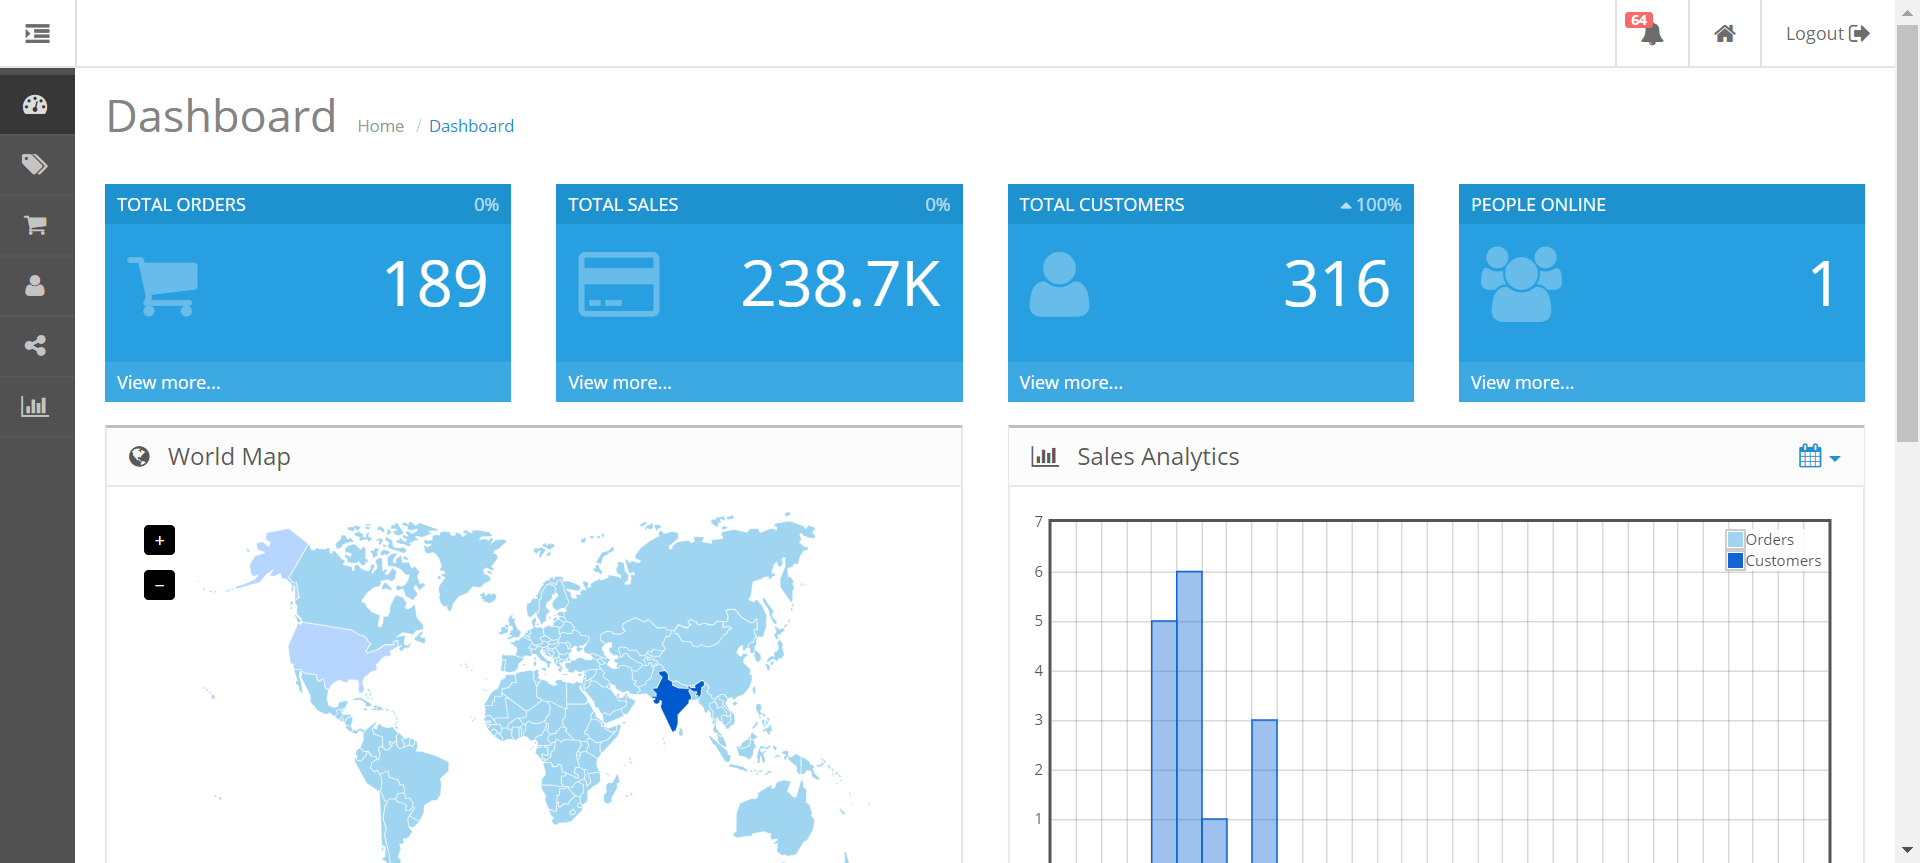 64
Logout
Dashboard
Home / Dashboard
TOTAL ORDERS 0%
189
View more...
TOTAL SALES 0%
238.7K
View more...
TOTAL CUSTOMERS 100%
316
View more...
PEOPLE ONLINE
1
View more...
World Map
+
−
Sales Analytics
7
6
5
4
3
2
1
Orders
Customers